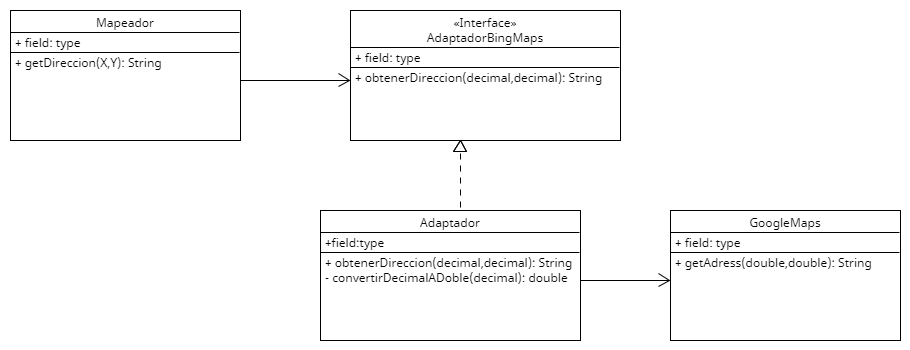 Mapeador
+ field: type
+ getDireccion(X,Y): String
«Interface»
AdaptadorBingMaps
+ field: type
+ obtenerDireccion(decimal,decimal): String
Adaptador
+field:type
+ obtenerDireccion(decimal,decimal): String
- convertirDecimalADoble(decimal): double
GoogleMaps
+ field: type
+ getAdress(double,double): String